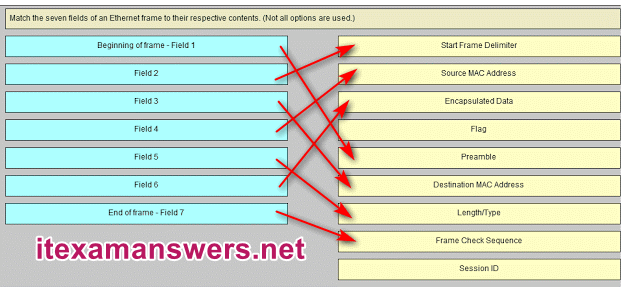 Match the seven fields of an Ethernet frame to their respective contents. (Not all options are used.)
Beginning of frame - Field 1
Start Frame Delimiter
Field 2
Source MAC Address
Field 3
Encapsulated Data
Field 4
Flag
Field 5
Preamble
Field 6
Destination MAC Address
End of frame - Field 7
Length/Type
Frame Check Sequence
Session ID
itexamanswers.net